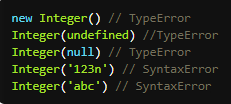 new Integer() // TypeError
Integer(undefined) //TypeError
Integer(null) // TypeError
Integer('123n') // SyntaxError
Integer('abc') // SyntaxError